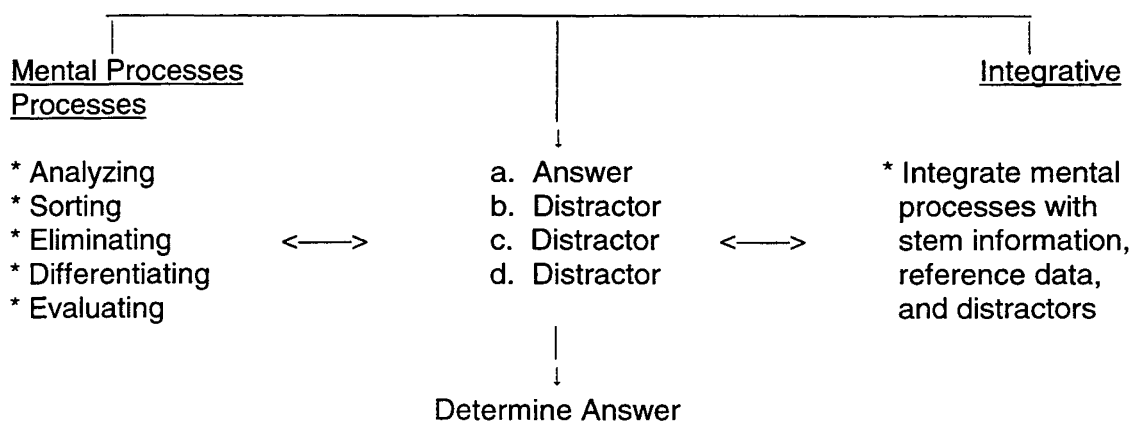 Mental Processes
Processes
Integrative
* Analyzing
* Sorting
* Eliminating
* Differentiating
* Evaluating
<——>
a. Answer
b. Distractor
c. Distractor
d. Distractor
<——>
* Integrate mental
processes with
stem information,
reference data,
and distractors
Determine Answer